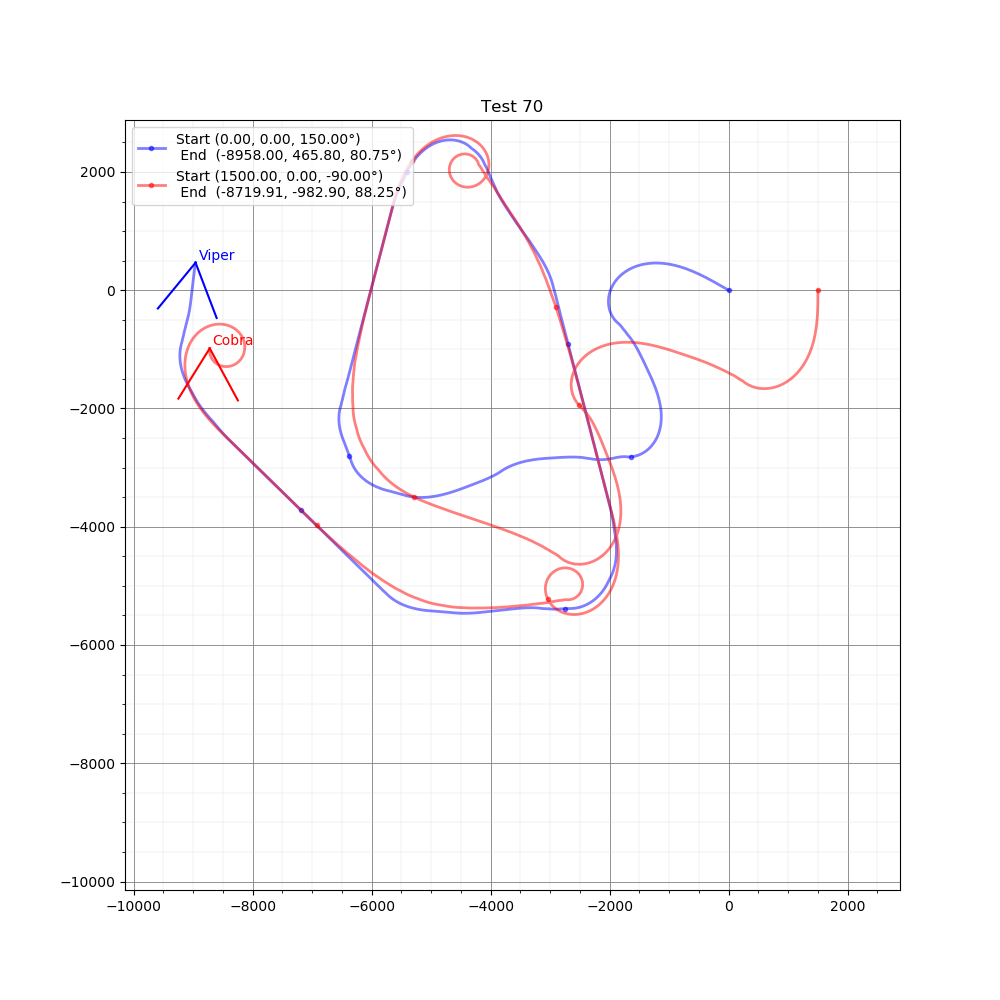 Test 70
Start (0.00, 0.00, 150.00°)
End  (-8958.00, 465.80, 80.75°)
Start (1500.00, 0.00, -90.00°)
End  (-8719.91, -982.90, 88.25°)
2000
0
−2000
−4000
−6000
−8000
−10000
Viper
Cobra
−10000 −8000 −6000 −4000 −2000 0 2000